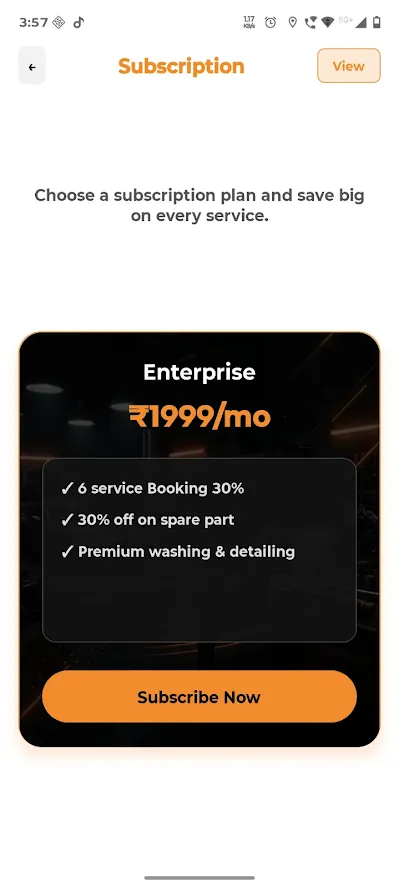 3:57 1.17 KB/s 5G+
← Subscription View
Choose a subscription plan and save big
on every service.
Enterprise
₹1999/mo
✓ 6 service Booking 30%
✓ 30% off on spare part
✓ Premium washing & detailing
Subscribe Now